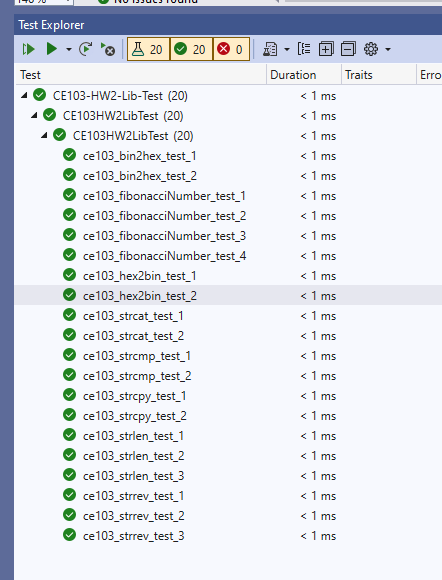 No issues found
Test Explorer
20 20 0
Test Duration Traits Erro
CE103-HW2-Lib-Test (20) < 1 ms
CE103HW2LibTest (20) < 1 ms
CE103HW2LibTest (20) < 1 ms
ce103_bin2hex_test_1 < 1 ms
ce103_bin2hex_test_2 < 1 ms
ce103_fibonacciNumber_test_1 < 1 ms
ce103_fibonacciNumber_test_2 < 1 ms
ce103_fibonacciNumber_test_3 < 1 ms
ce103_fibonacciNumber_test_4 < 1 ms
ce103_hex2bin_test_1 < 1 ms
ce103_hex2bin_test_2 < 1 ms
ce103_strcat_test_1 < 1 ms
ce103_strcat_test_2 < 1 ms
ce103_strcmp_test_1 < 1 ms
ce103_strcmp_test_2 < 1 ms
ce103_strcpy_test_1 < 1 ms
ce103_strcpy_test_2 < 1 ms
ce103_strlen_test_1 < 1 ms
ce103_strlen_test_2 < 1 ms
ce103_strlen_test_3 < 1 ms
ce103_strrev_test_1 < 1 ms
ce103_strrev_test_2 < 1 ms
ce103_strrev_test_3 < 1 ms